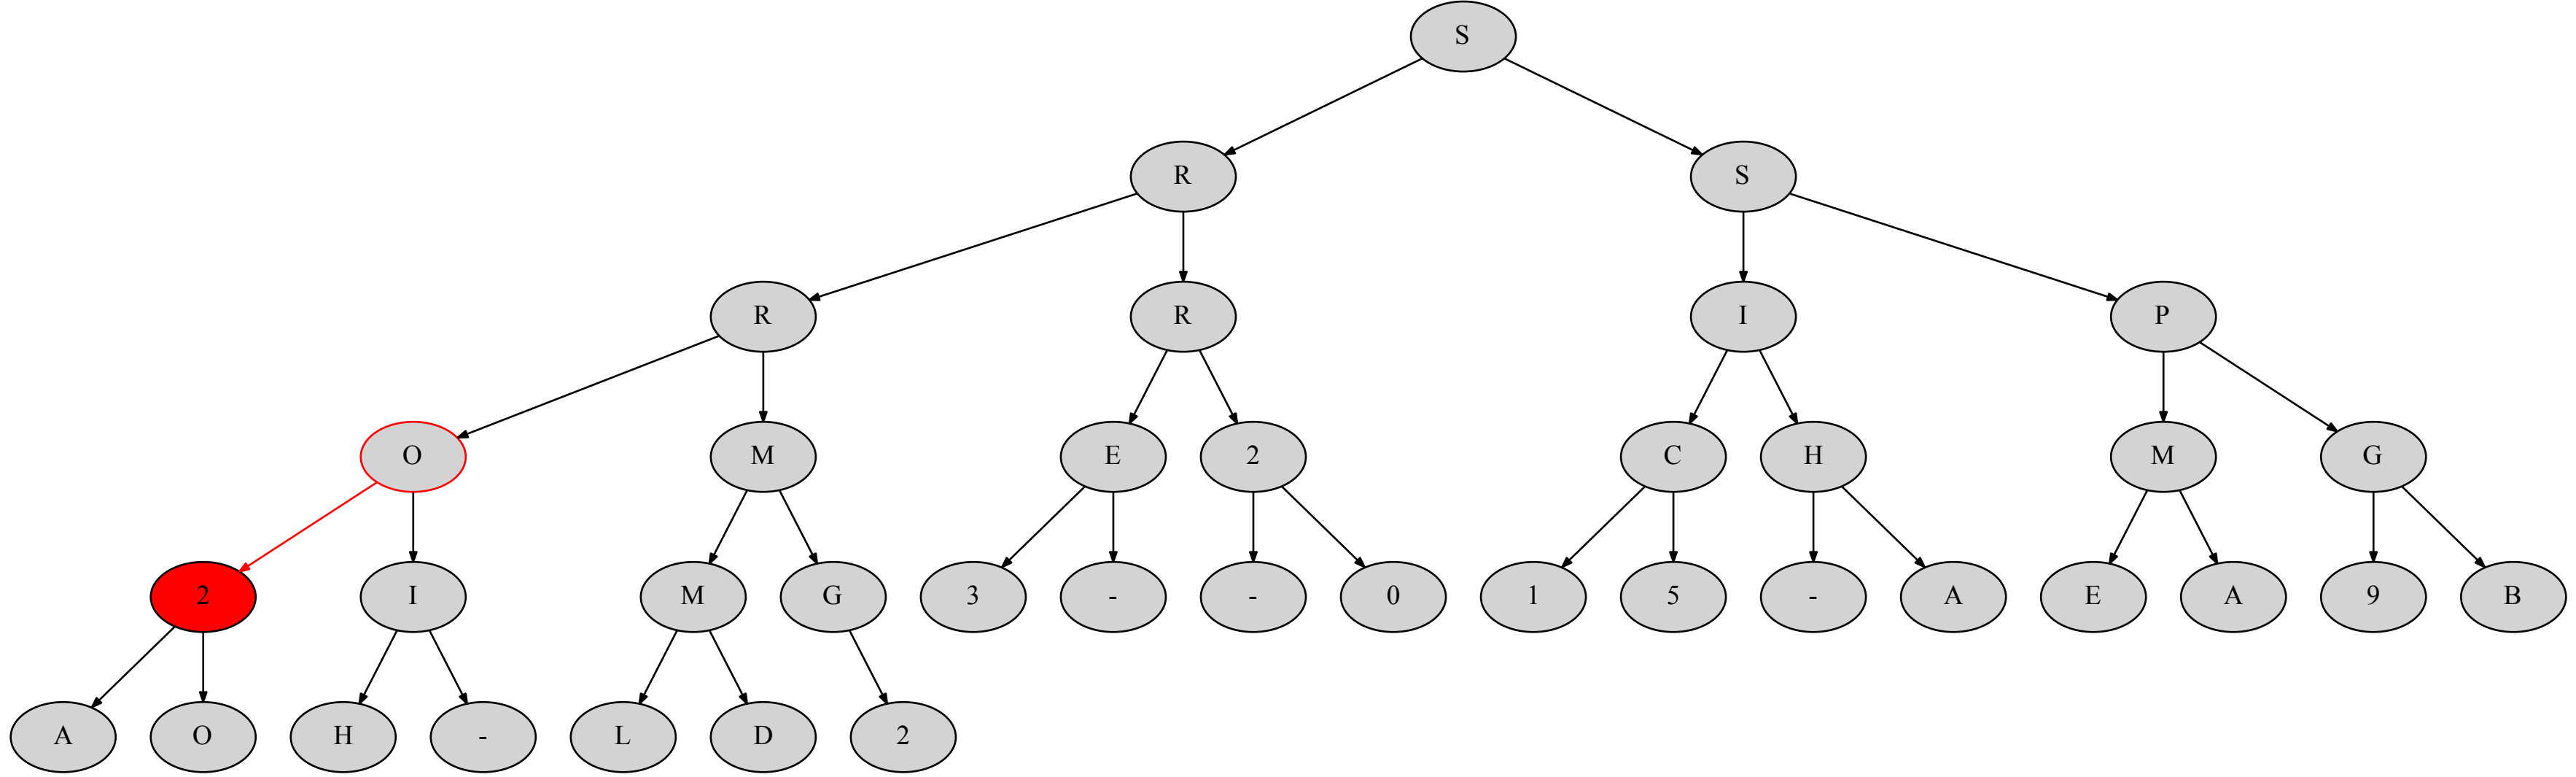 S
R S
R R I P
O M E 2 C H M G
2 I M G 3 - - 0 1 5 - A E A 9 B
A O H - L D 2